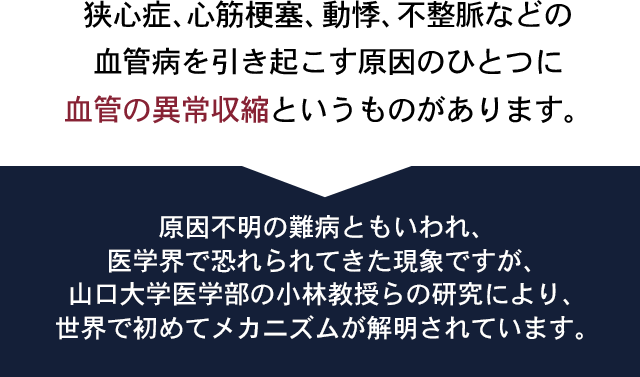 狭心症、心筋梗塞、動悸、不整脈などの
血管病を引き起こす原因のひとつに
血管の異常収縮というものがあります。
原因不明の難病ともいわれ、
医学界で恐れられてきた現象ですが、
山口大学医学部の小林教授らの研究により、
世界で初めてメカニズムが解明されています。